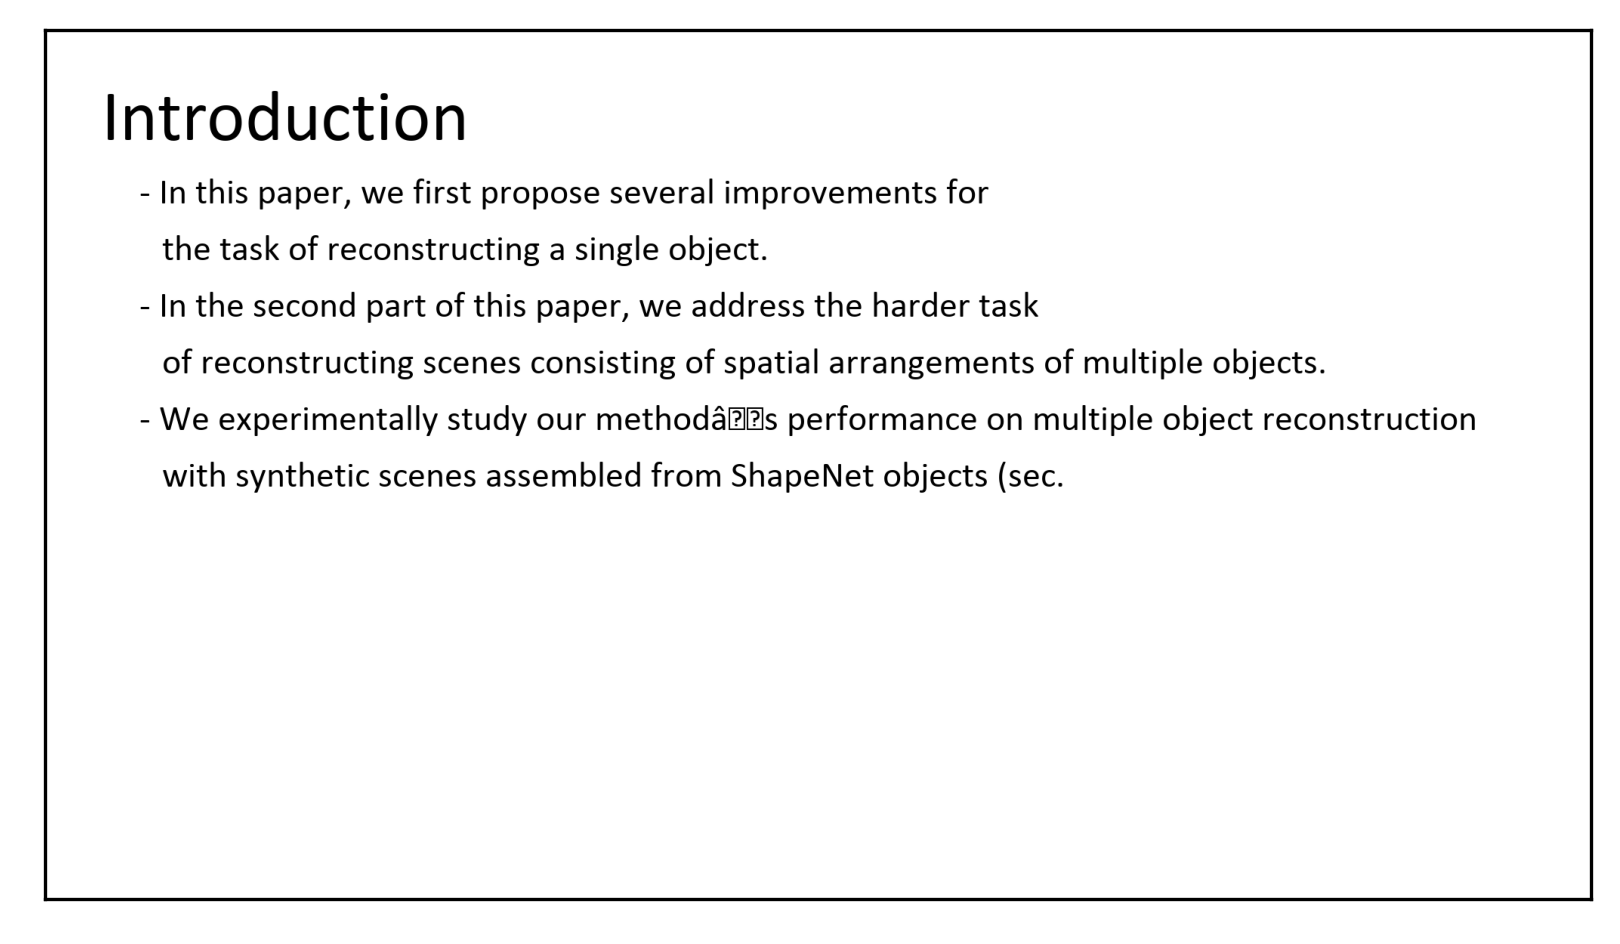 Introduction
- In this paper, we first propose several improvements for
the task of reconstructing a single object.
- In the second part of this paper, we address the harder task
of reconstructing scenes consisting of spatial arrangements of multiple objects.
- We experimentally study our methodâ��s performance on multiple object reconstruction
with synthetic scenes assembled from ShapeNet objects (sec.